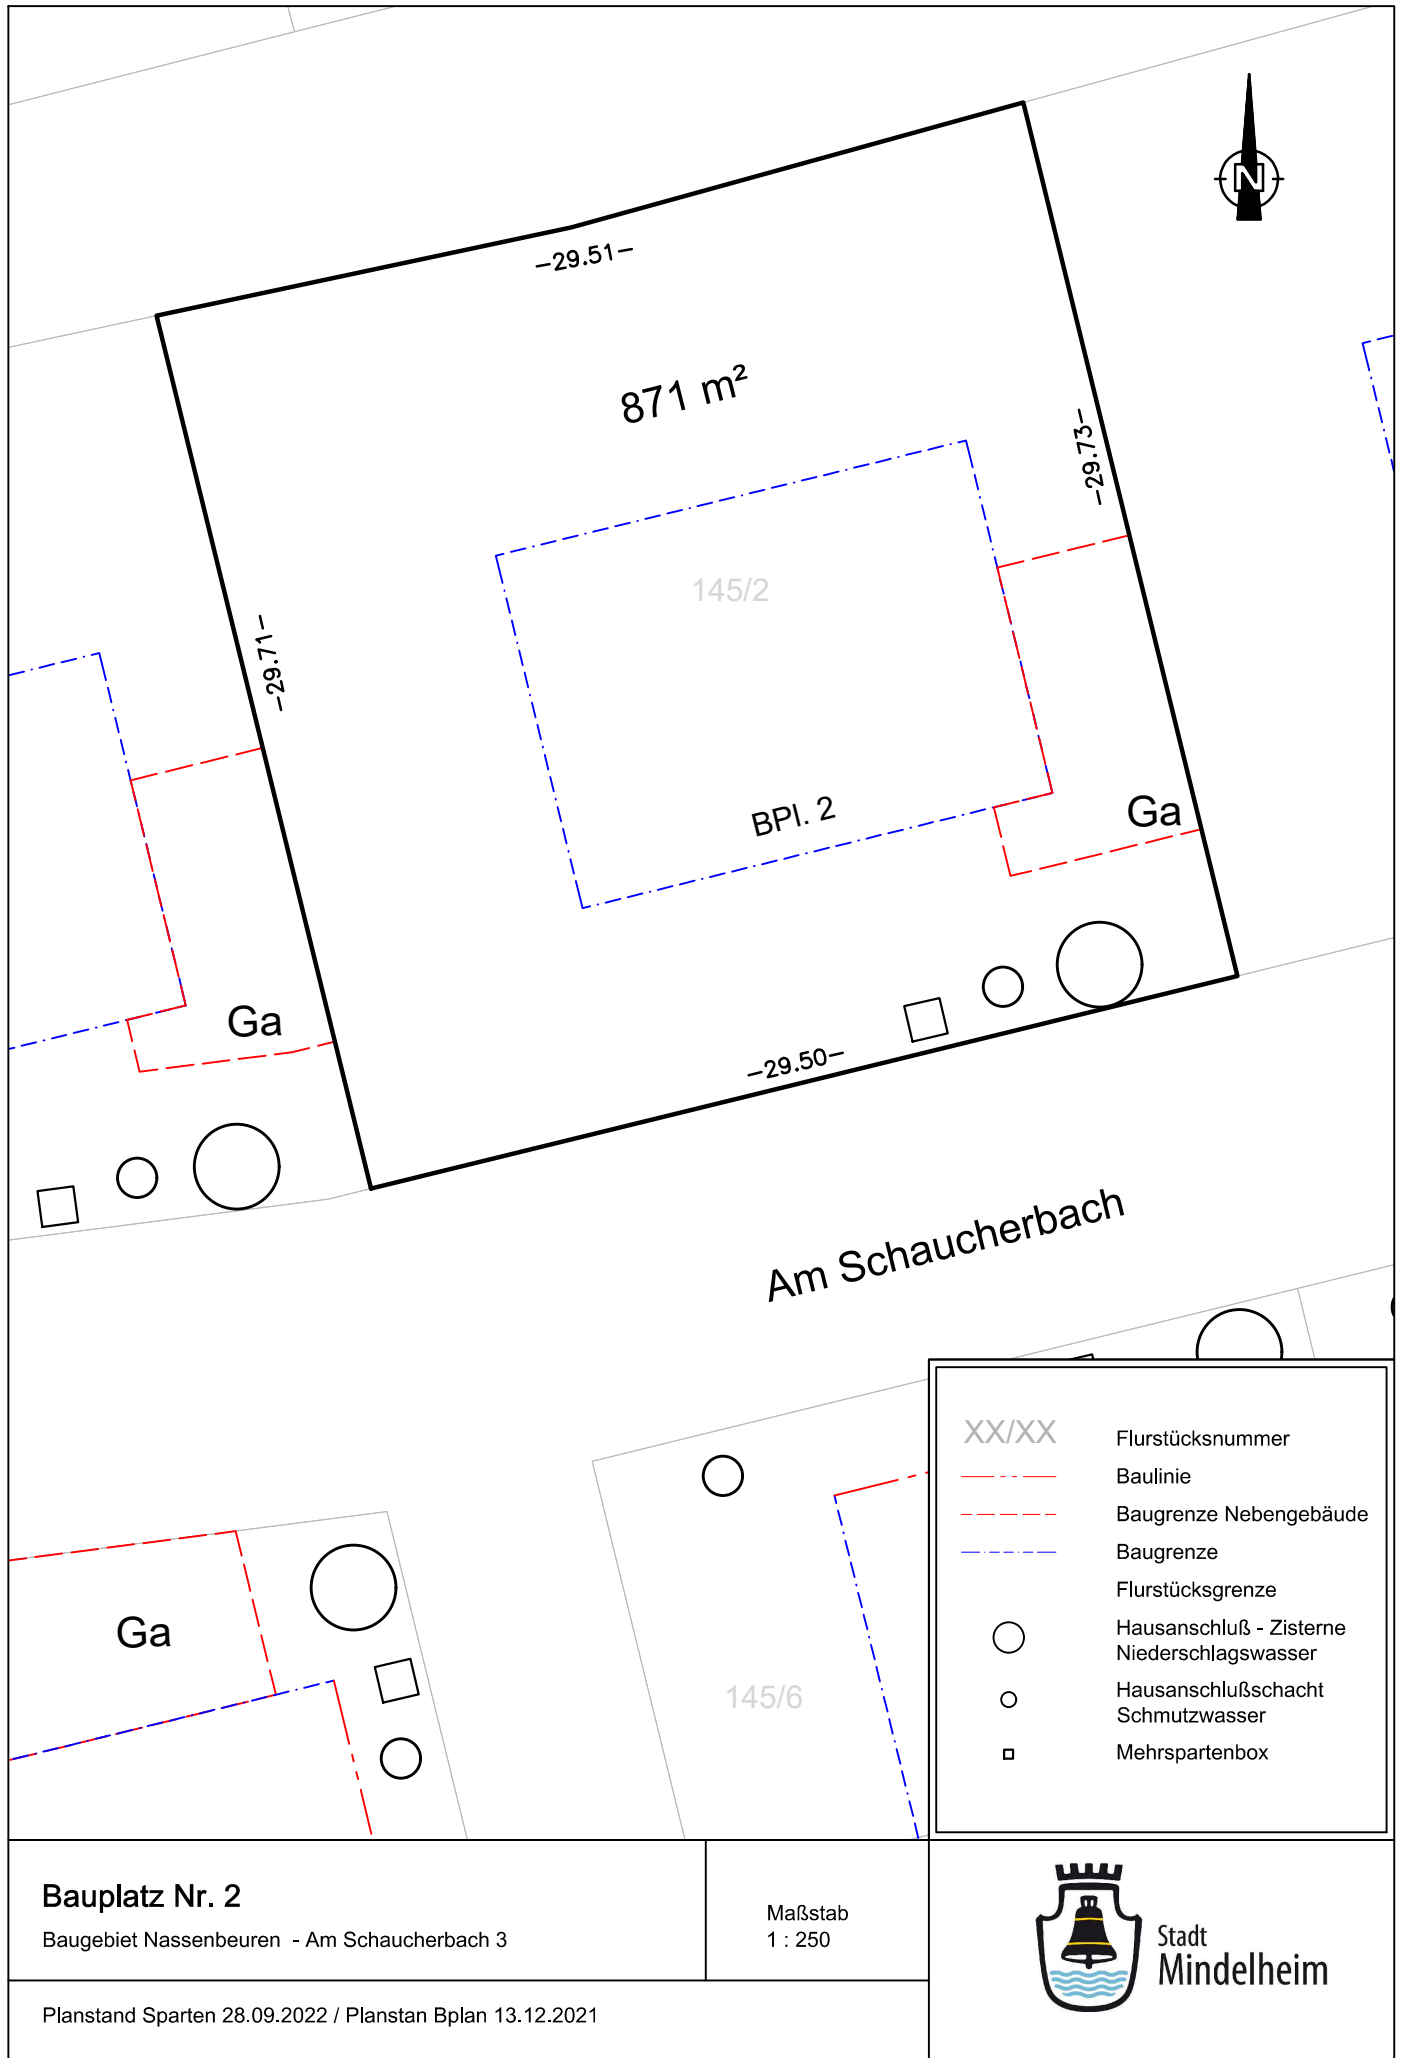 N
-29.51-
871 m²
-29.73-
145/2
-29.71-
BPl. 2
Ga
Ga
-29.50-
Am Schaucherbach
XX/XX
Flurstücksnummer
Baulinie
Baugrenze Nebengebäude
Baugrenze
Flurstücksgrenze
Hausanschluß - Zisterne
Niederschlagswasser
Hausanschlußschacht
Schmutzwasser
Mehrspartenbox
Ga
145/6
Bauplatz Nr. 2
Baugebiet Nassenbeuren - Am Schaucherbach 3
Maßstab
1 : 250
Planstand Sparten 28.09.2022 / Planstan Bplan 13.12.2021
Stadt
Mindelheim